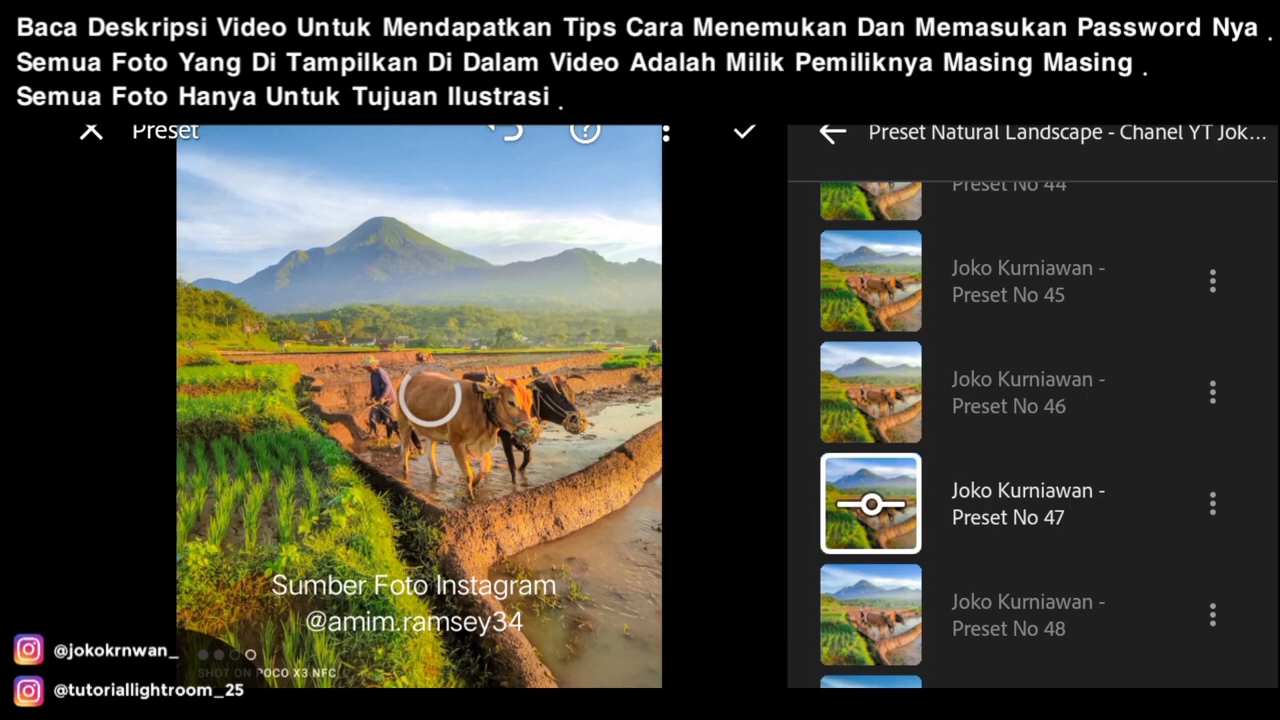 Baca Deskripsi Video Untuk Mendapatkan Tips Cara Menemukan Dan Memasukan Password Nya .
Semua Foto Yang Di Tampilkan Di Dalam Video Adalah Milik Pemiliknya Masing Masing .
Semua Foto Hanya Untuk Tujuan Ilustrasi .
Preset
Preset Natural Landscape - Chanel YT Jok...
Preset No 44
Joko Kurniawan -
Preset No 45
Joko Kurniawan -
Preset No 46
Joko Kurniawan -
Preset No 47
Joko Kurniawan -
Preset No 48
Sumber Foto Instagram
@amim.ramsey34
SHOT ON POCO X3 NFC
@jokokrnwan_
@tutoriallightroom_25